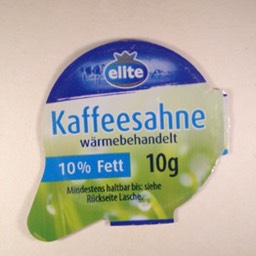 elite
Kaffeesahne
wärmebehandelt
10% Fett 10g
Mindestens haltbar bis: siehe
Rückseite Lasche.